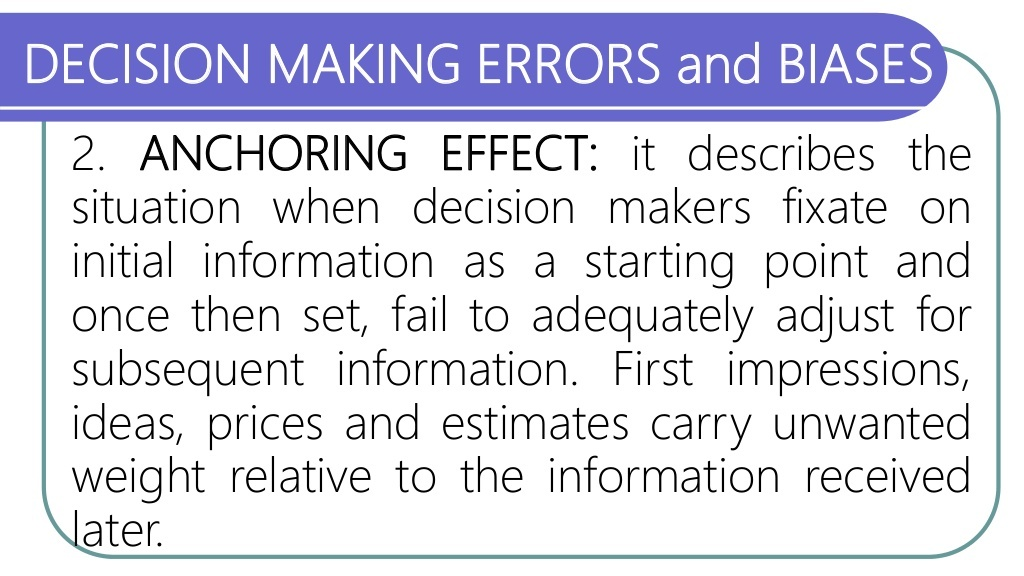 DECISION MAKING ERRORS and BIASES
2. ANCHORING EFFECT: it describes the
situation when decision makers fixate on
initial information as a starting point and
once then set, fail to adequately adjust for
subsequent information. First impressions,
ideas, prices and estimates carry unwanted
weight relative to the information received
later.